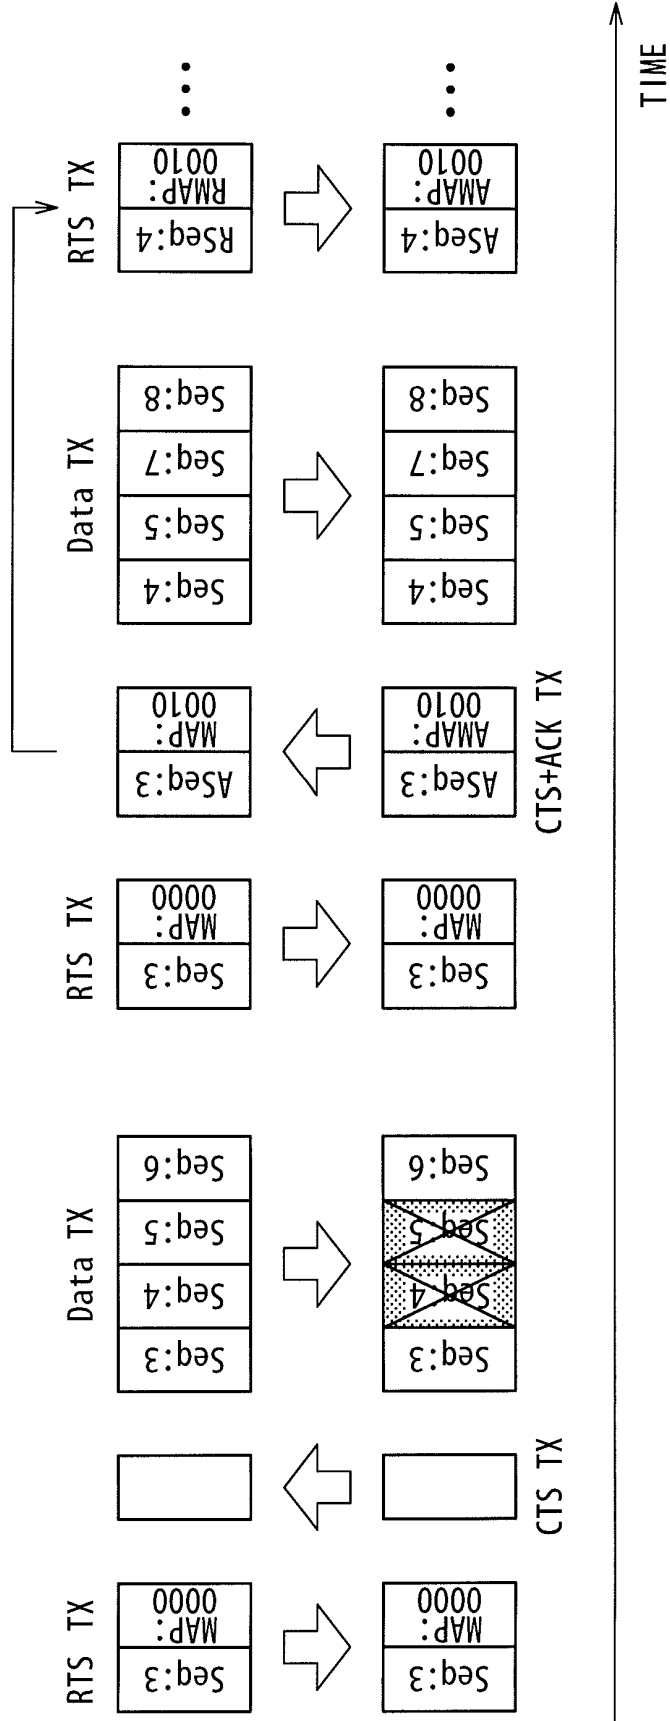 RTS TX
Seq:3
MAP:
0000
Seq:3
MAP:
0000
CTS TX
Data TX
Seq:3
Seq:4
Seq:5
Seq:6
Seq:3
Seq:4
Seq:5
Seq:6
RTS TX
Seq:3
MAP:
0000
Seq:3
MAP:
0000
ASeq:3
MAP:
0010
ASeq:3
AMAP:
0010
CTS+ACK TX
Data TX
Seq:4
Seq:5
Seq:7
Seq:8
Seq:4
Seq:5
Seq:7
Seq:8
RTS TX
RSeq:4
RMAP:
0010
ASeq:4
AMAP:
0010
TIME